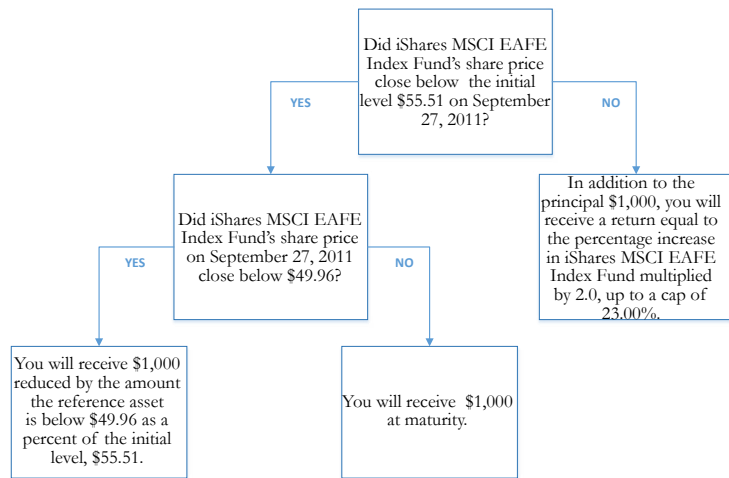 Did iShares MSCI EAFE
Index Fund's share price
close below the initial
level $55.51 on September
27, 2011?
YES
NO
Did iShares MSCI EAFE
Index Fund's share price
on September 27, 2011
close below $49.96?
In addition to the
principal $1,000, you will
receive a return equal to
the percentage increase
in iShares MSCI EAFE
Index Fund multiplied
by 2.0, up to a cap of
23.00%.
YES
NO
You will receive $1,000
reduced by the amount
the reference asset
is below $49.96 as a
percent of the initial
level, $55.51.
You will receive $1,000
at maturity.